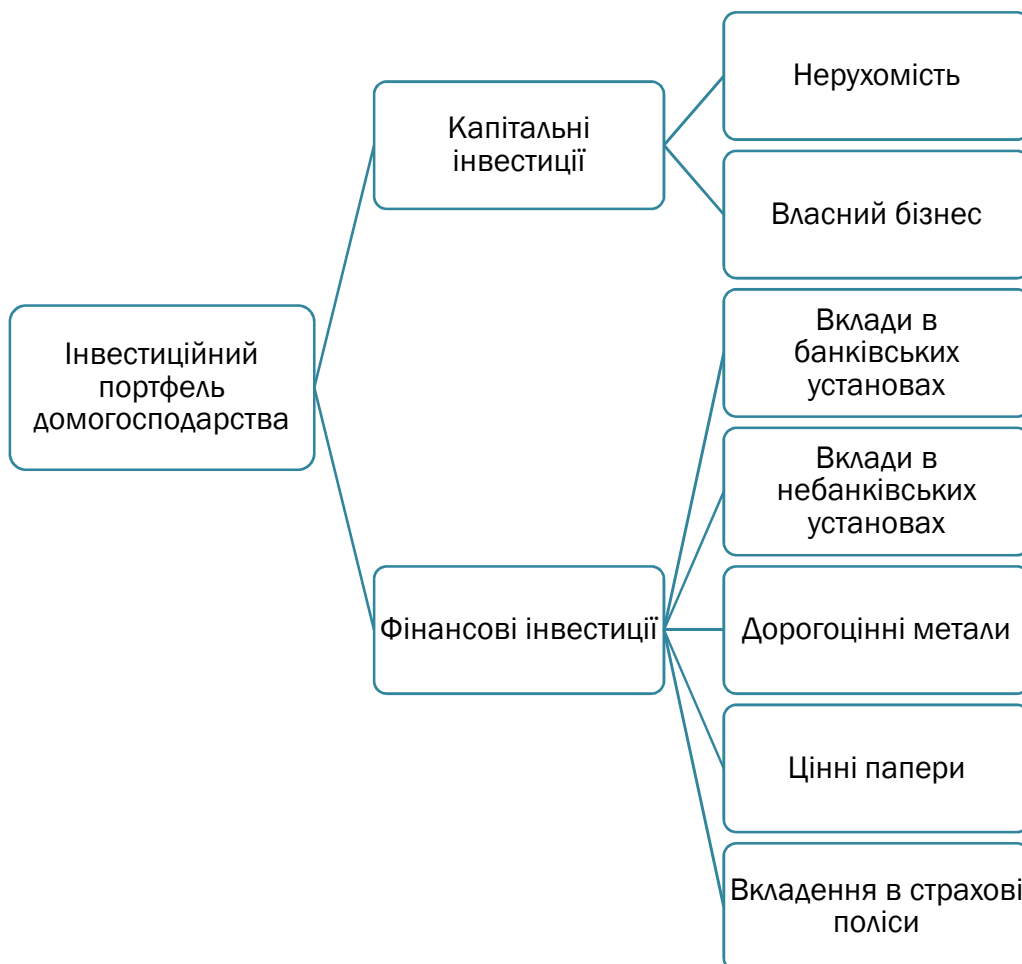 Інвестиційний
портфель
домогосподарства
Капітальні
інвестиції
Нерухомість
Власний бізнес
Фінансові інвестиції
Вклади в
банківських
установах
Вклади в
небанківських
установах
Дорогоцінні метали
Цінні папери
Вкладення в страхові
поліси